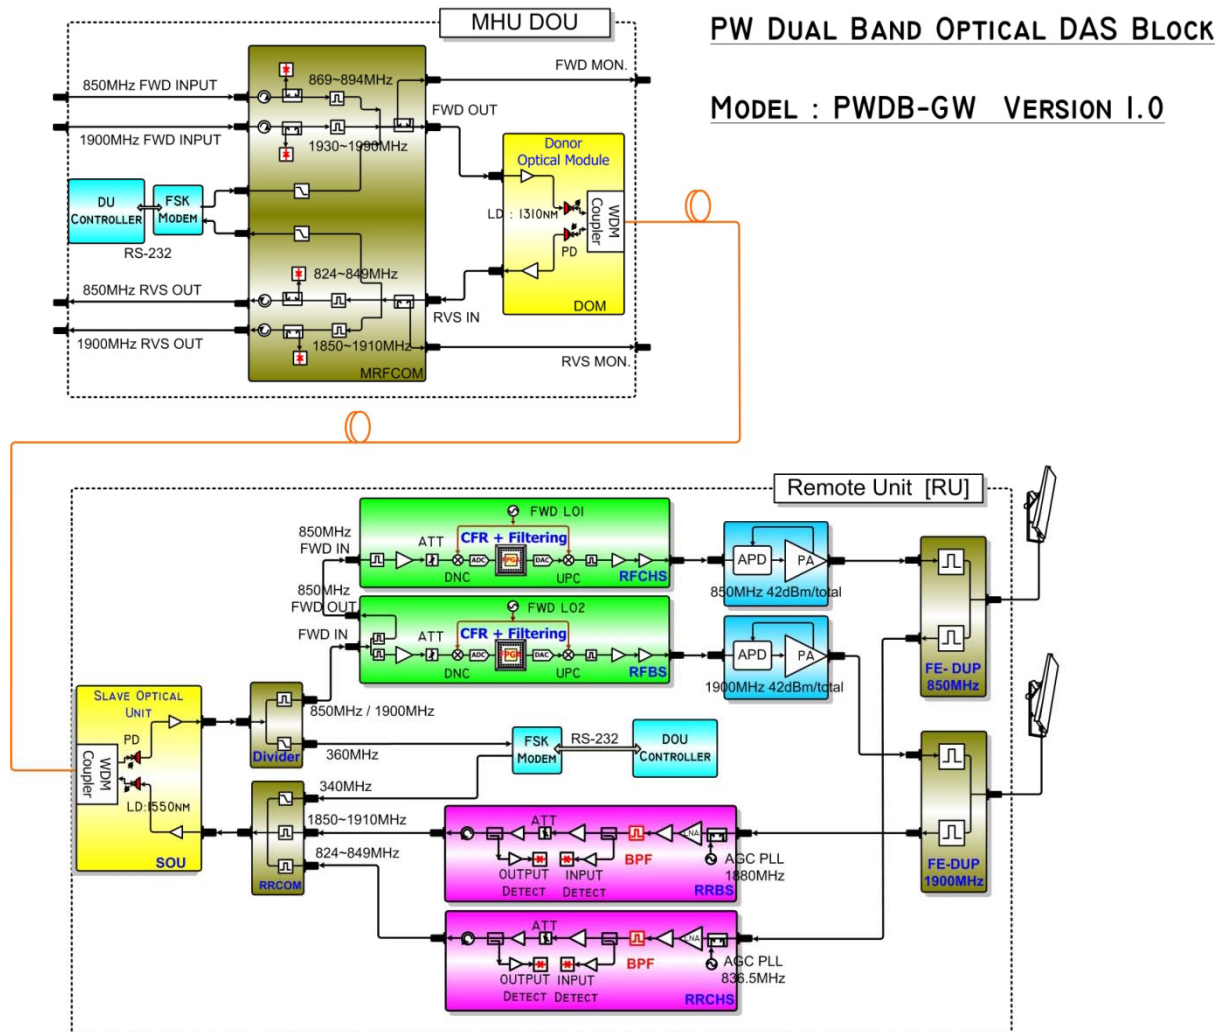 MHU DOU
PW DUAL BAND OPTICAL DAS BLOCK
MODEL : PWDB-GW VERSION 1.0
FWD MON.
850MHz FWD INPUT
869~894MHz
FWD OUT
1900MHz FWD INPUT
1930~1990MHz
Donor
Optical Module
DU
CONTROLLER
FSK
MODEM
LD : 1310NM
WDM
Coupler
RS-232
PD
824~849MHz
850MHz RVS OUT
DOM
RVS IN
1900MHz RVS OUT
1850~1910MHz
RVS MON.
MRFCOM
Remote Unit [RU]
FWD LO1
850MHz
FWD IN
ATT
CFR + Filtering
ADC
DAC
DNC
UPC
RFCHS
APD
PA
850MHz 42dBm/total
850MHz
FWD OUT
FWD LO2
FWD IN
ATT
CFR + Filtering
ADC
DAC
DNC
UPC
RFBS
APD
PA
1900MHz 42dBm/total
FE- DUP
850MHz
SLAVE OPTICAL
UNIT
850MHz / 1900MHz
PD
FSK
MODEM
RS-232
DOU
CONTROLLER
Divider
360MHz
WDM
Coupler
340MHz
LD:1550NM
1850~1910MHz
ATT
LNA
824~849MHz
SOU
RRCOM
OUTPUT
DETECT
INPUT
DETECT
BPF
AGC PLL
1880MHz
RRBS
FE-DUP
1900MHz
ATT
LNA
OUTPUT
DETECT
INPUT
DETECT
BPF
AGC PLL
836.5MHz
RRCHS